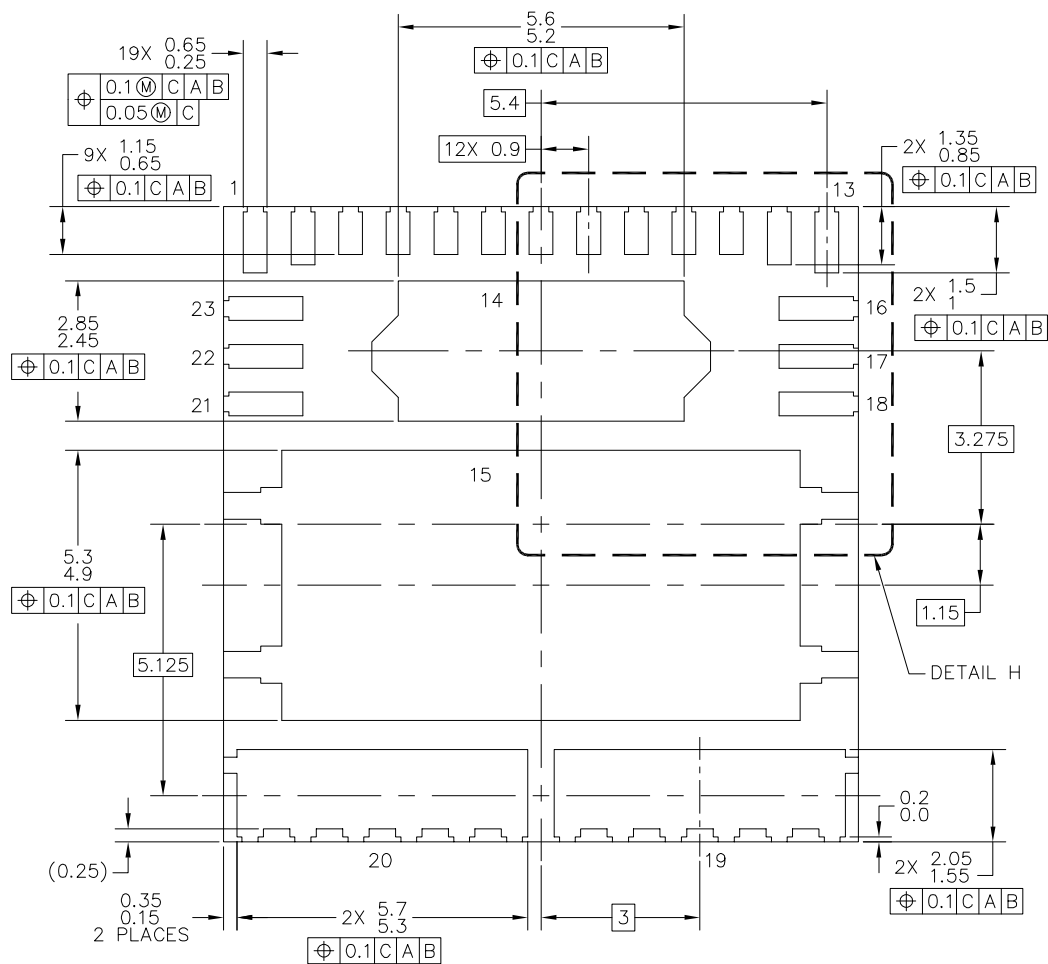 5.6
5.2
⌖ 0.1 C A B
19X 0.65
0.25
⌖ 0.1 Ⓜ C A B
0.05 Ⓜ C
5.4
12X 0.9
9X 1.15
0.65
⌖ 0.1 C A B
2X 1.35
0.85
⌖ 0.1 C A B
1
13
2X 1.5
1
⌖ 0.1 C A B
14
23
16
22
17
21
18
2.85
2.45
⌖ 0.1 C A B
3.275
15
5.3
4.9
⌖ 0.1 C A B
1.15
5.125
DETAIL H
0.2
0.0
(0.25)
20
19
2X 2.05
1.55
⌖ 0.1 C A B
0.35
0.15
2 PLACES
2X 5.7
5.3
⌖ 0.1 C A B
3